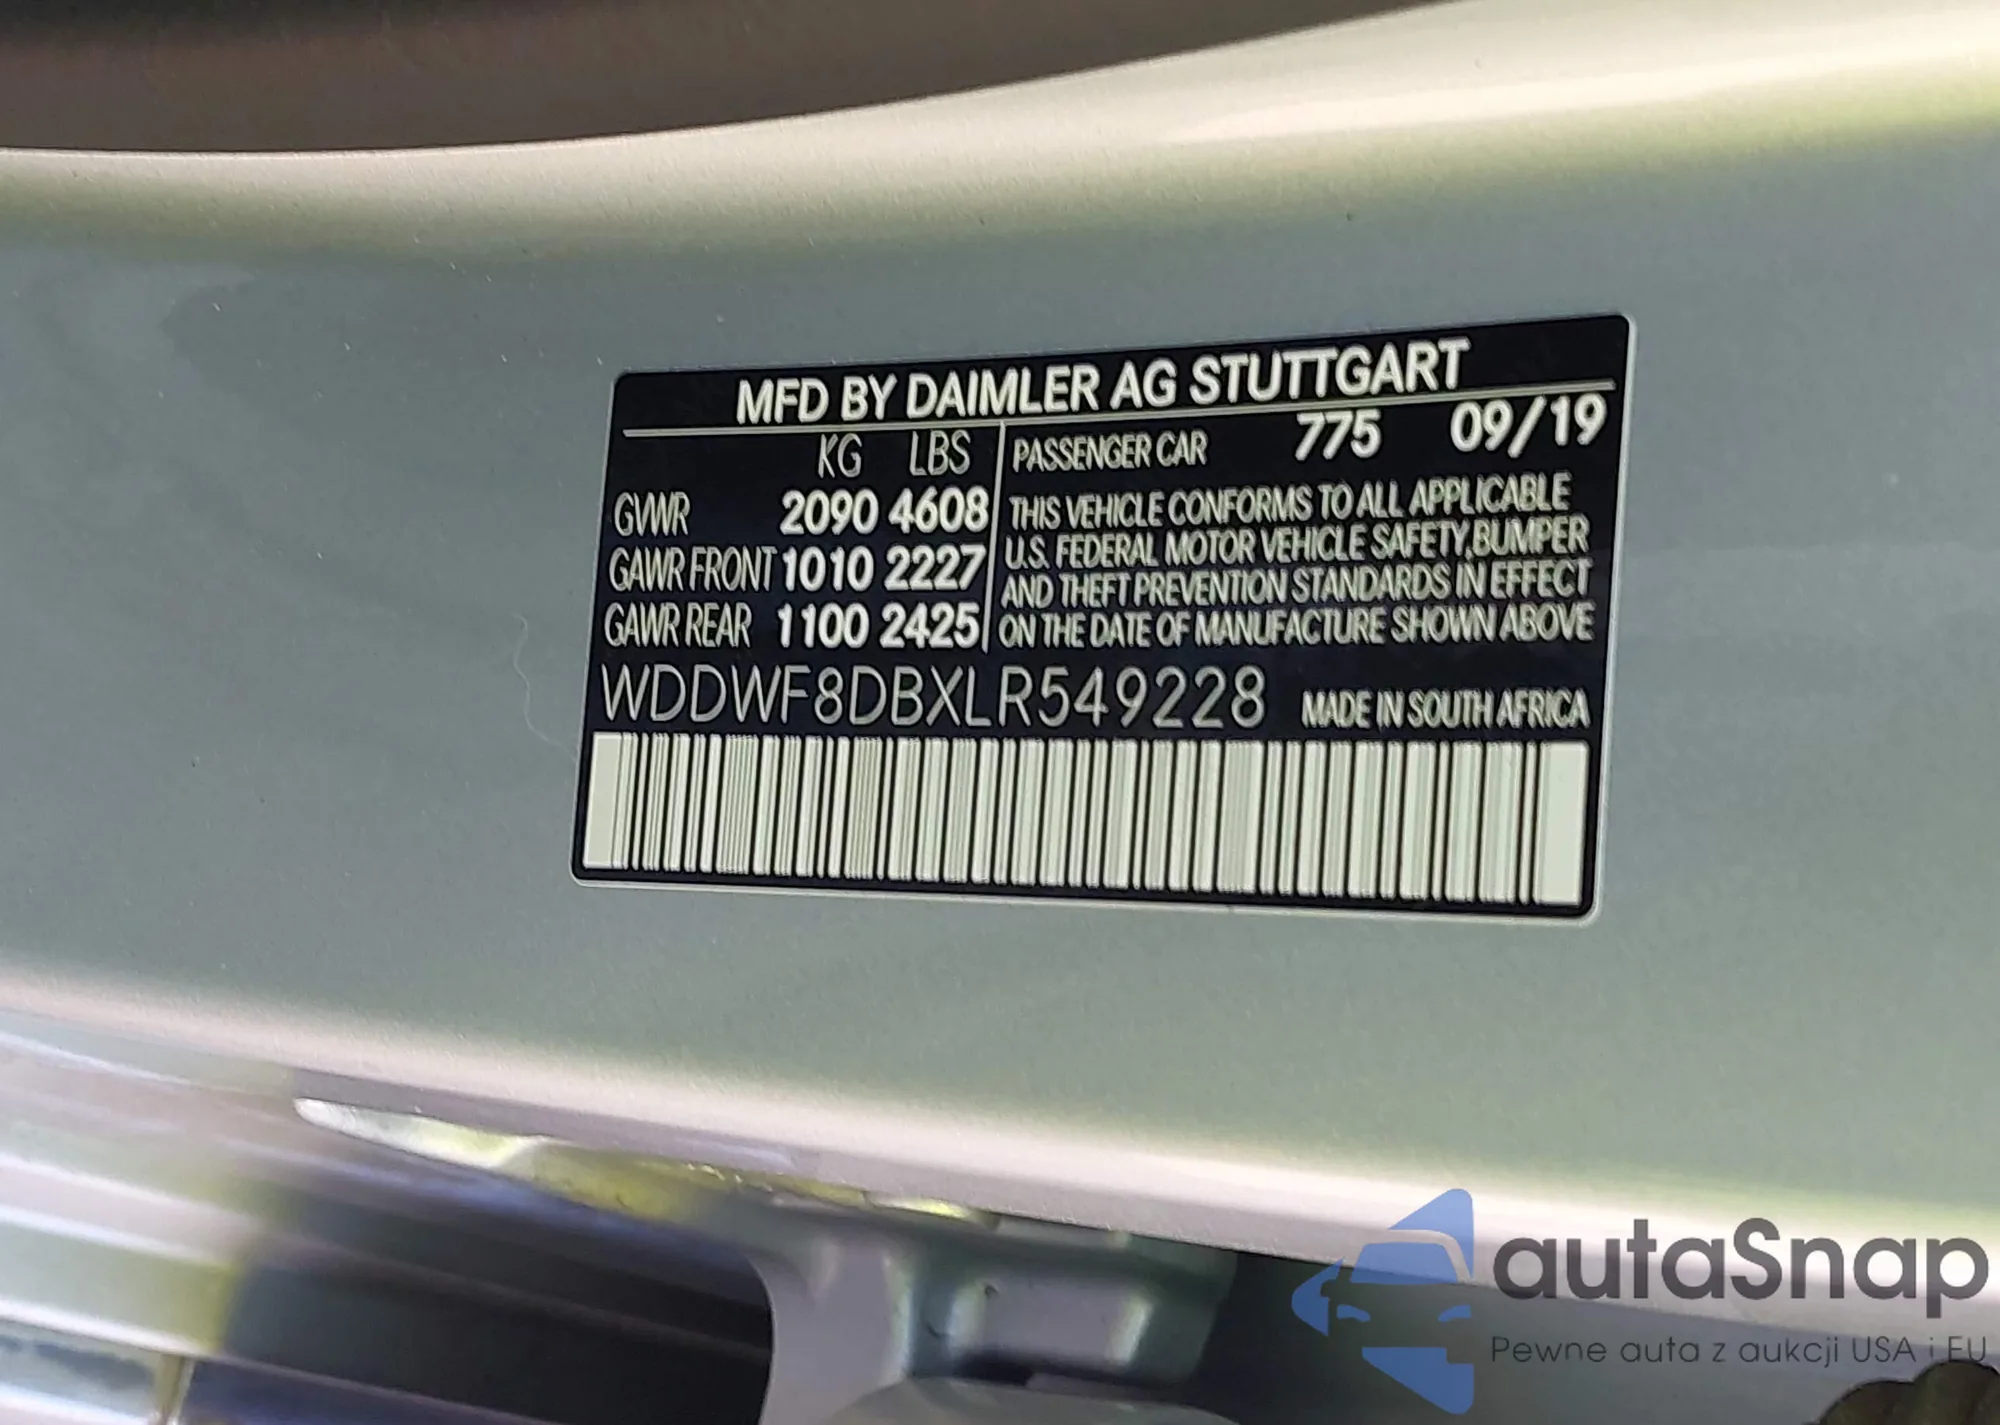 MFD BY DAIMLER AG STUTTGART
KG LBS
GVWR 2090 4608
GAWR FRONT 1010 2227
GAWR REAR 1100 2425
PASSENGER CAR 775 09/19
THIS VEHICLE CONFORMS TO ALL APPLICABLE
U.S. FEDERAL MOTOR VEHICLE SAFETY, BUMPER
AND THEFT PREVENTION STANDARDS IN EFFECT
ON THE DATE OF MANUFACTURE SHOWN ABOVE
WDDWF8DBXLR549228 MADE IN SOUTH AFRICA
autaSnap
Pewne auta z aukcji USA i EU